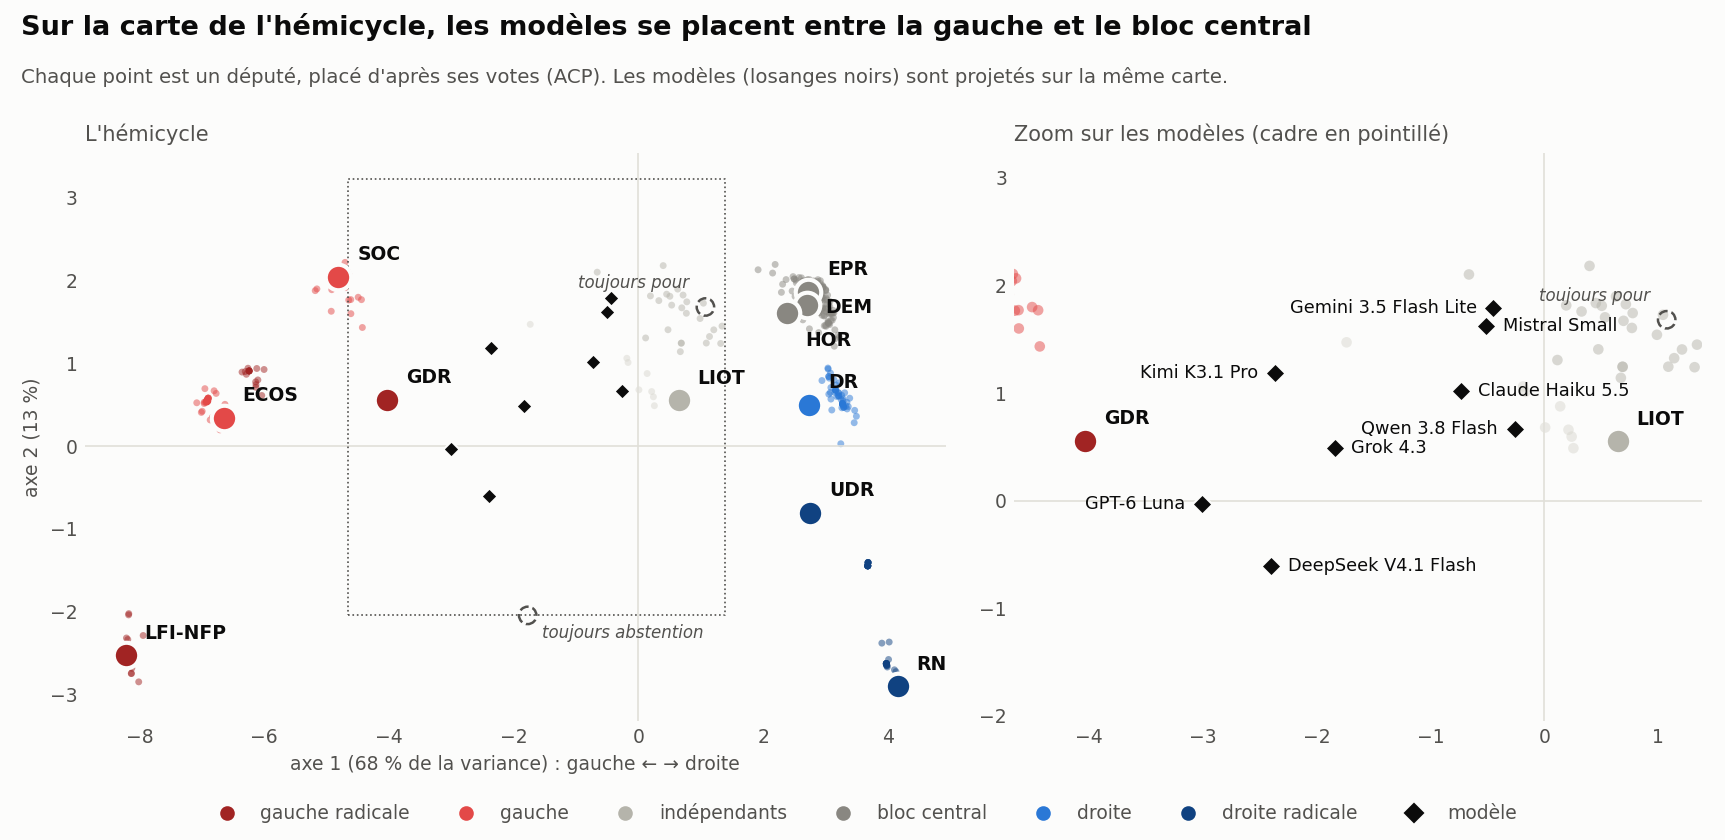 Sur la carte de l'hémicycle, les modèles se placent entre la gauche et le bloc central
Chaque point est un député, placé d'après ses votes (ACP). Les modèles (losanges noirs) sont projetés sur la même carte.
L'hémicycle
3
2
1
0
−1
−2
−3
−8
−6
−4
−2
0
2
4
axe 2 (13 %)
axe 1 (68 % de la variance) : gauche ← → droite
SOC
EPR
toujours pour
DEM
HOR
GDR
LIOT
DR
ECOS
UDR
toujours abstention
LFI-NFP
RN
Zoom sur les modèles (cadre en pointillé)
3
2
1
0
−1
−2
−4
−3
−2
−1
0
1
toujours pour
Gemini 3.5 Flash Lite
Mistral Small
Kimi K3.1 Pro
Claude Haiku 5.5
GDR
LIOT
Qwen 3.8 Flash
Grok 4.3
GPT-6 Luna
DeepSeek V4.1 Flash
gauche radicale
gauche
indépendants
bloc central
droite
droite radicale
modèle